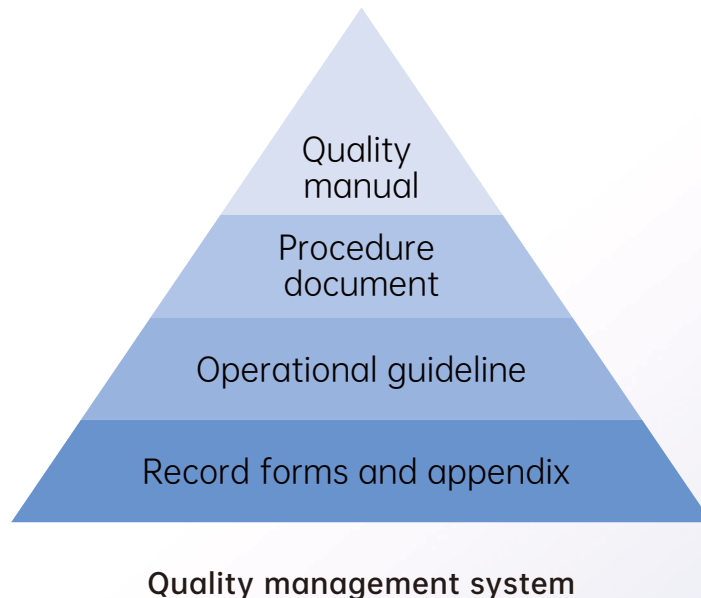 Quality
manual
Procedure
document
Operational guideline
Record forms and appendix
Quality management system